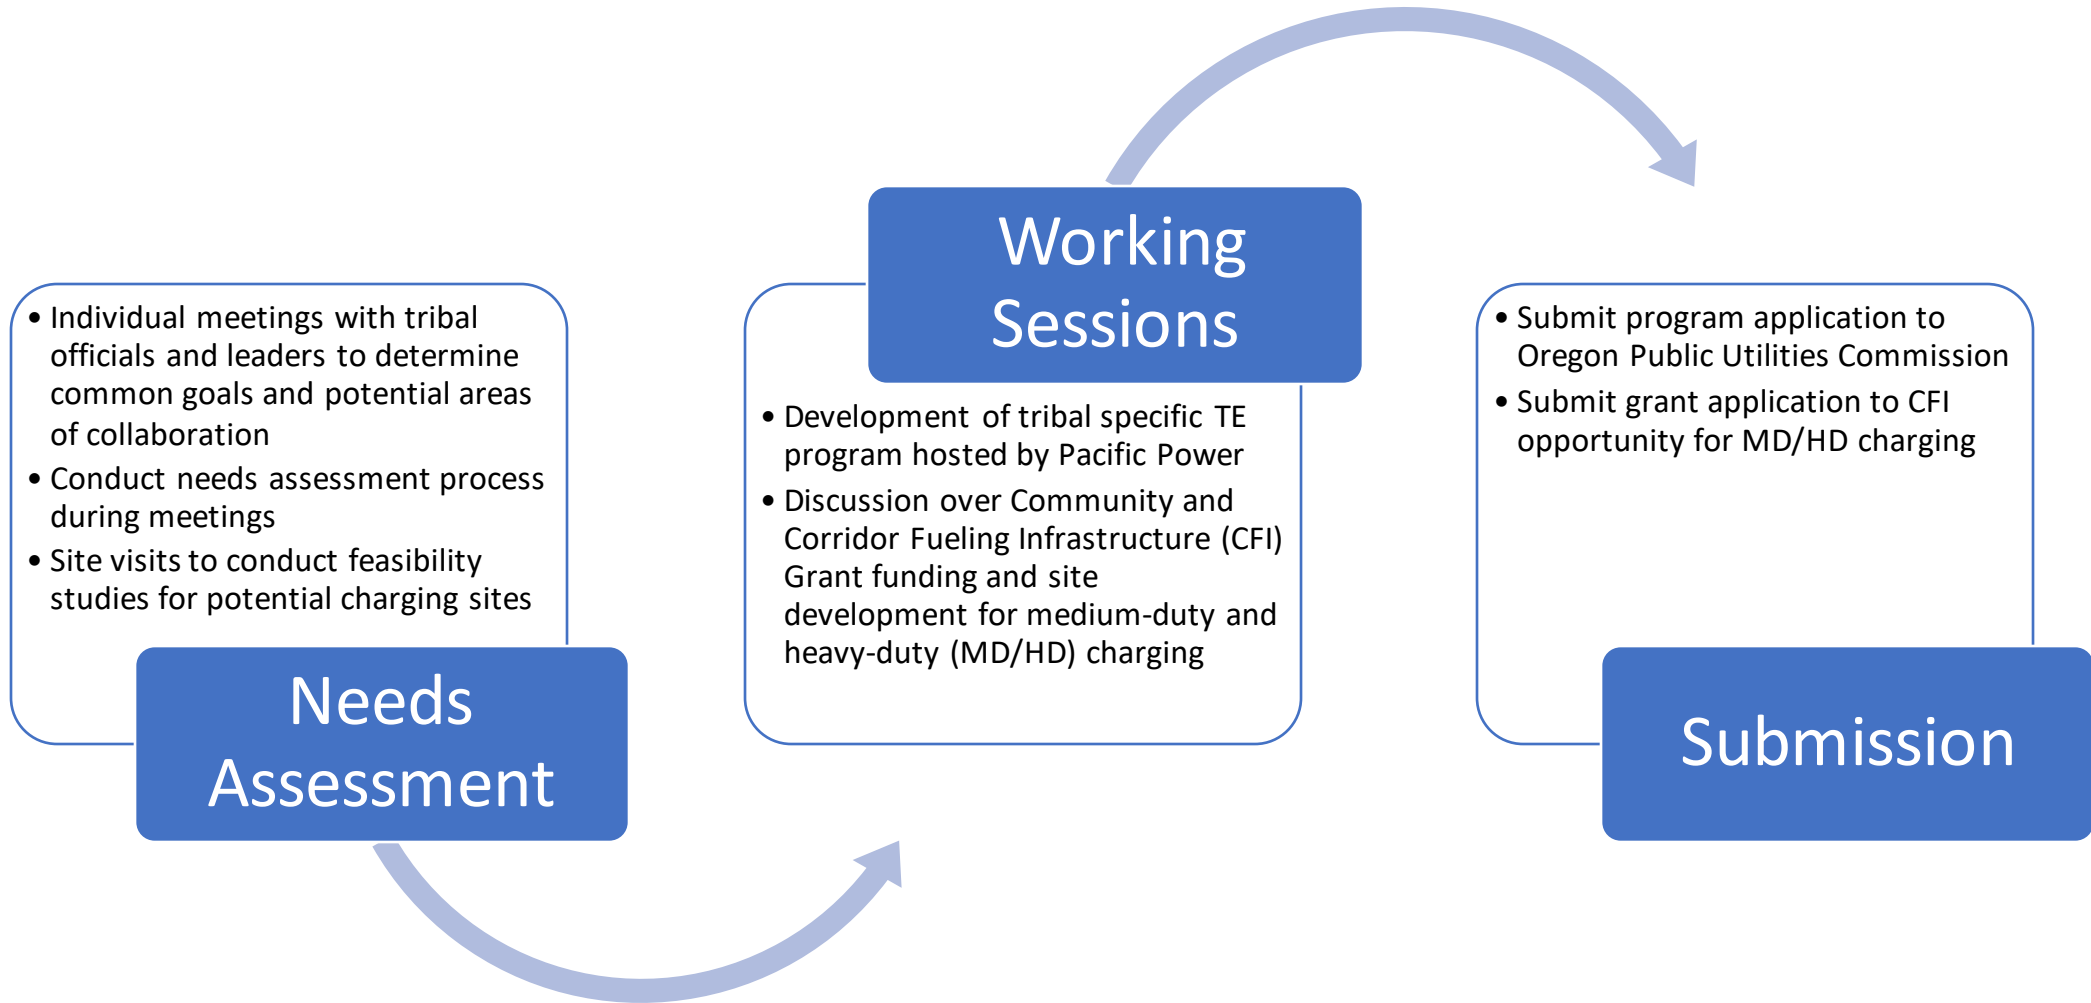 • Individual meetings with tribal
officials and leaders to determine
common goals and potential areas
of collaboration
• Conduct needs assessment process
during meetings
• Site visits to conduct feasibility
studies for potential charging sites
Needs
Assessment
Working
Sessions
• Development of tribal specific TE
program hosted by Pacific Power
• Discussion over Community and
Corridor Fueling Infrastructure (CFI)
Grant funding and site
development for medium-duty and
heavy-duty (MD/HD) charging
• Submit program application to
Oregon Public Utilities Commission
• Submit grant application to CFI
opportunity for MD/HD charging
Submission